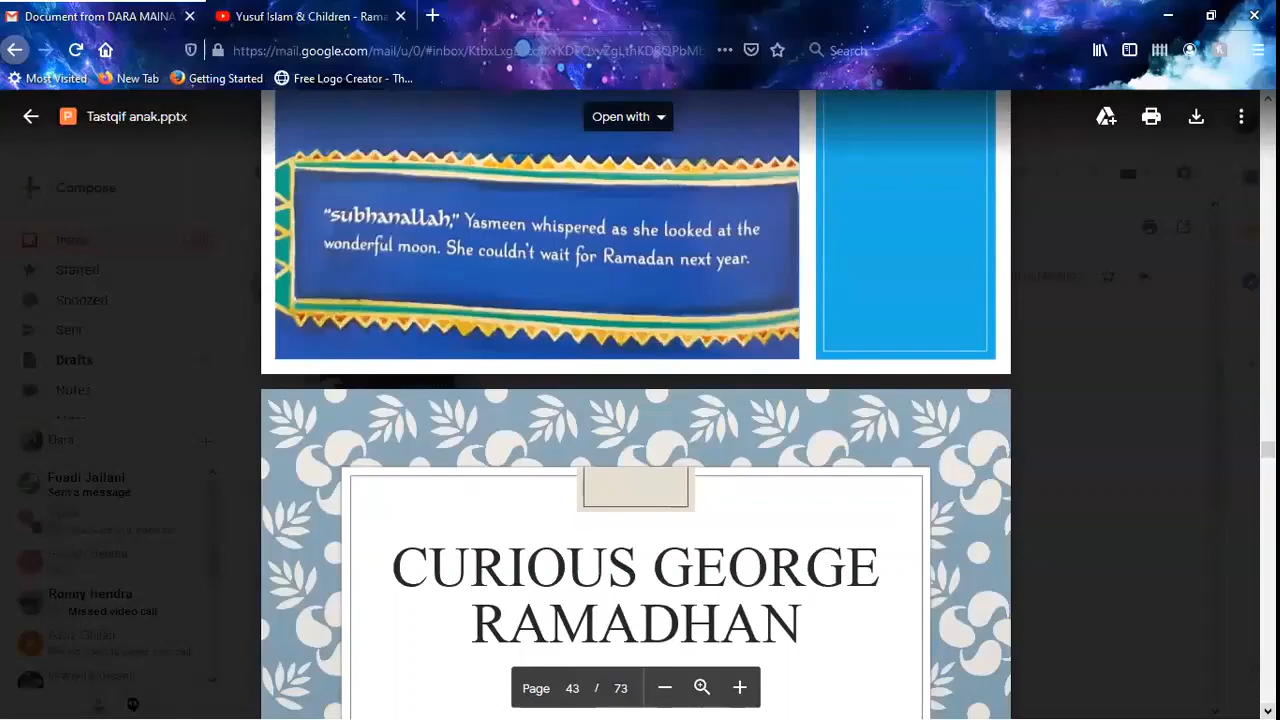 Document from DARA MAINA
Yusuf Islam & Children - Rama
https://mail.google.com/mail/u/0/#inbox/
Search
Most Visited
New Tab
Getting Started
Free Logo Creator - Th...
Tastqif anak.pptx
Open with
Compose
Starred
Snoozed
Sent
Drafts
Notes
Dara
Fuadi Jailani
Sent a message
Ronny Hendra
Missed video call
"subhanallah," Yasmeen whispered as she looked at the
wonderful moon. She couldn't wait for Ramadan next year.
CURIOUS GEORGE
RAMADHAN
Page 43 / 73